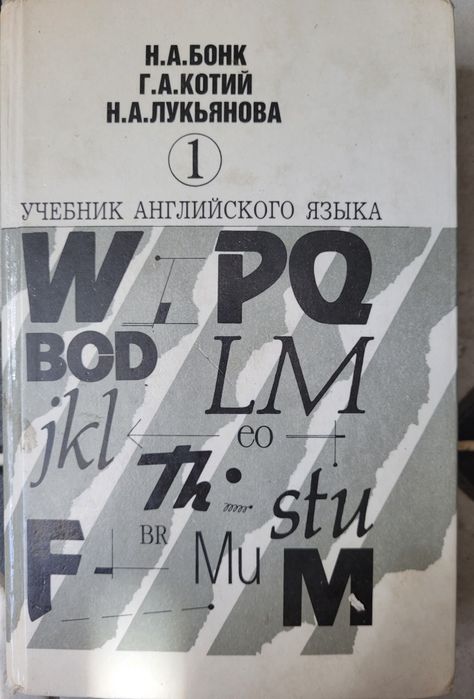 Н.А.БОНК
Г.А.КОТИЙ
Н.А.ЛУКЬЯНОВА
1
УЧЕБНИК АНГЛИЙСКОГО ЯЗЫКА
W I PQ
BCD
LM
jkl
eo
Th
stu
BR
F
Mu
M